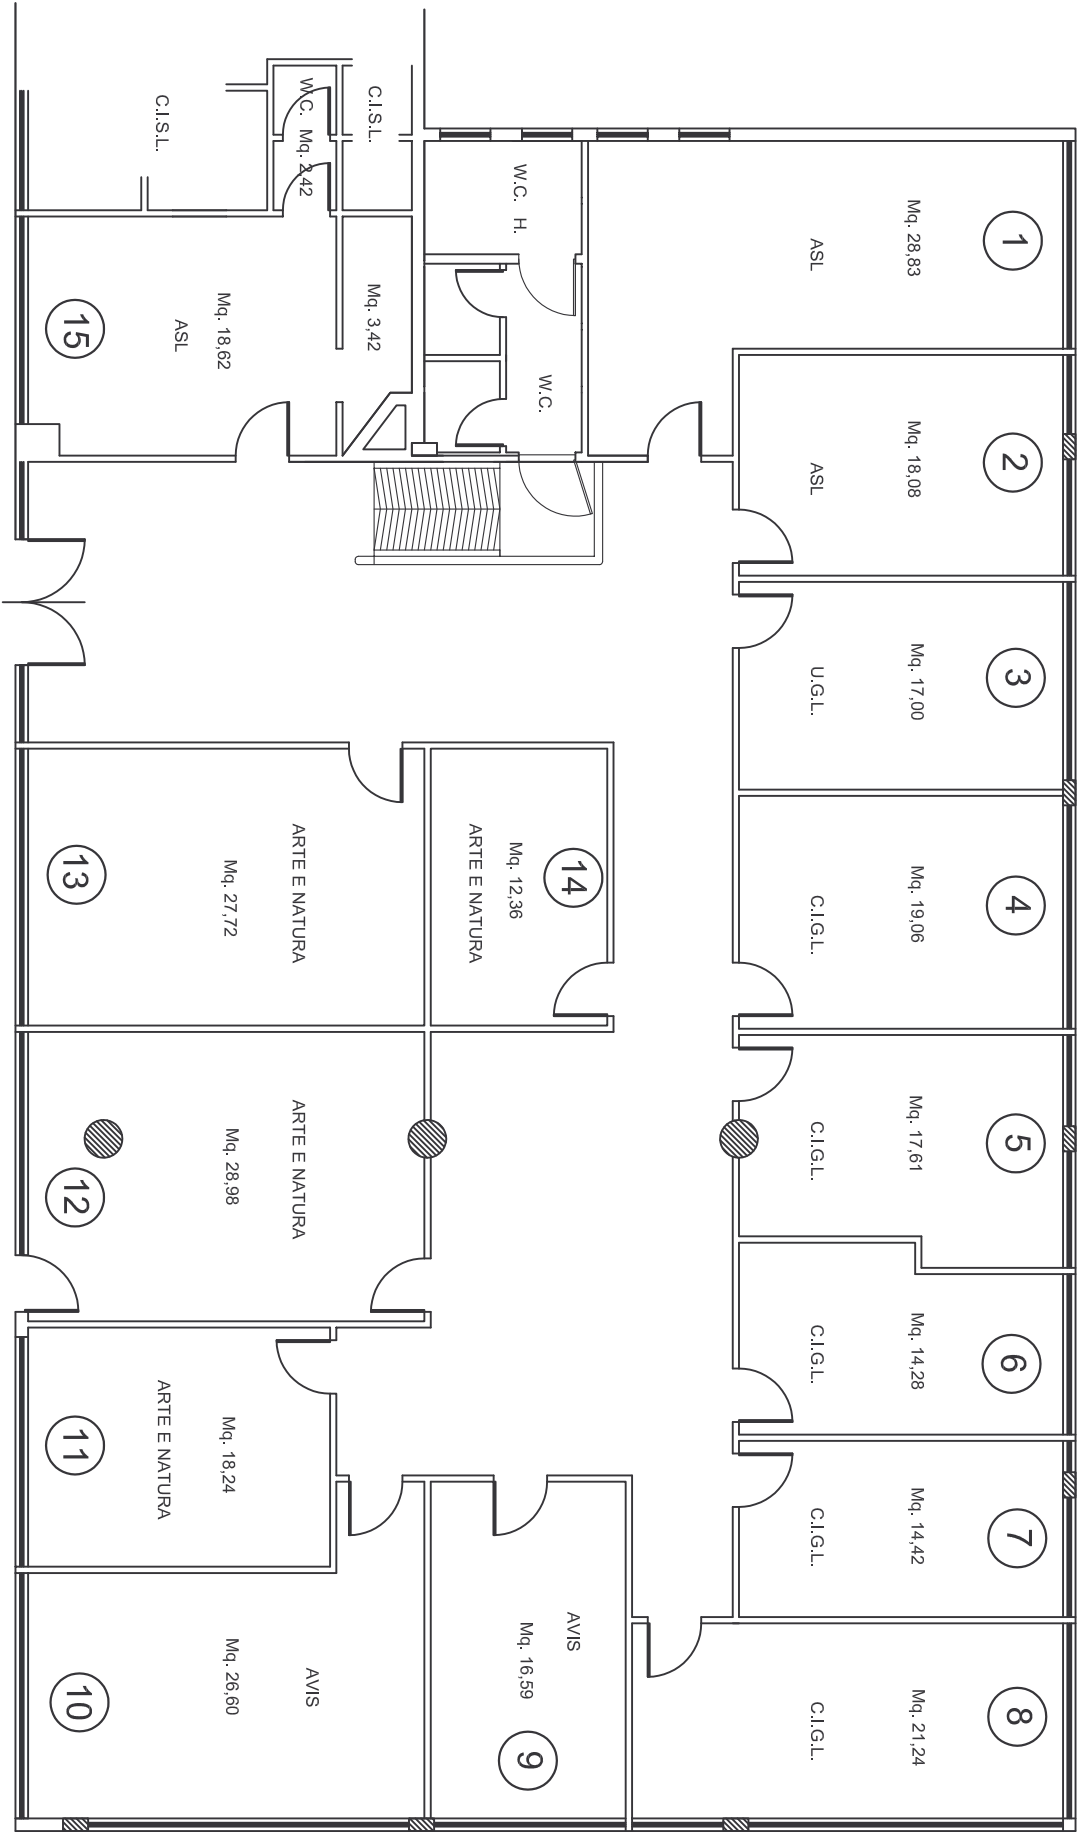 1
Mq. 28,83
ASL
2
Mq. 18,08
ASL
3
Mq. 17,00
U.G.L.
4
Mq. 19,06
C.I.G.L.
5
Mq. 17,61
C.I.G.L.
6
Mq. 14,28
C.I.G.L.
7
Mq. 14,42
C.I.G.L.
8
Mq. 21,24
C.I.G.L.
W.C. H.
W.C.
14
Mq. 12,36
ARTE E NATURA
AVIS
Mq. 16,59
9
C.I.S.L.
W.C. Mq. 2,42
C.I.S.L.
Mq. 3,42
Mq. 18,62
ASL
15
ARTE E NATURA
Mq. 27,72
13
ARTE E NATURA
Mq. 28,98
12
Mq. 18,24
ARTE E NATURA
11
AVIS
Mq. 26,60
10